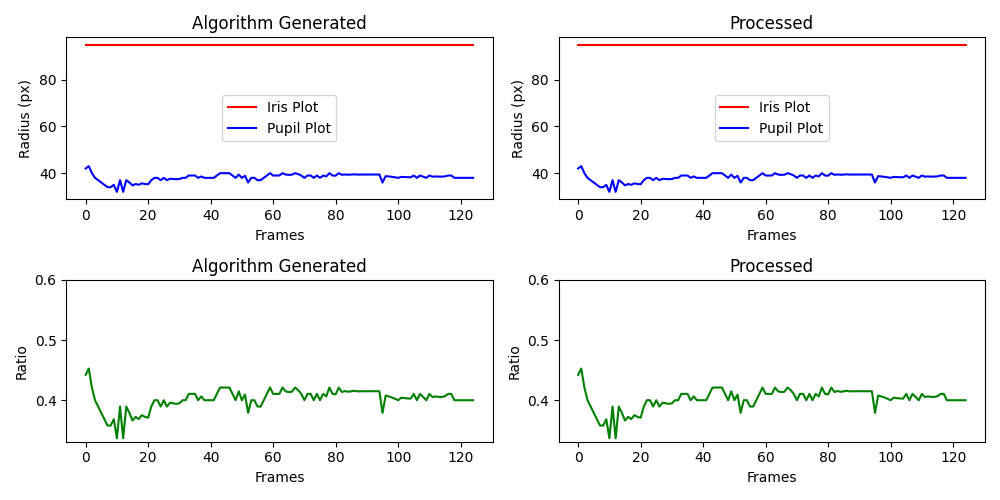 Algorithm Generated
Processed
Radius (px)
80
60
40
Iris Plot
Pupil Plot
0 20 40 60 80 100 120
Frames
Radius (px)
80
60
40
Iris Plot
Pupil Plot
0 20 40 60 80 100 120
Frames
Algorithm Generated
Processed
Ratio
0.6
0.5
0.4
0 20 40 60 80 100 120
Frames
Ratio
0.6
0.5
0.4
0 20 40 60 80 100 120
Frames